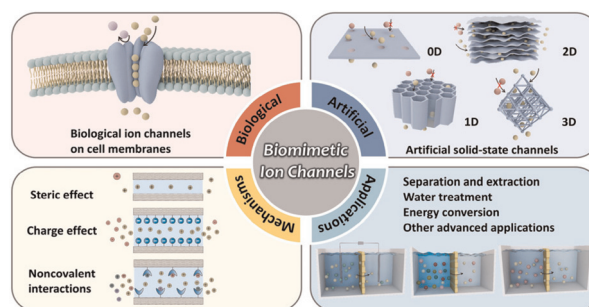 Biological ion channels
on cell membranes
0D
2D
1D
3D
Artificial solid-state channels
Biological
Artificial
Biomimetic
Ion Channels
Mechanisms
Applications
Steric effect
Charge effect
Noncovalent
interactions
Separation and extraction
Water treatment
Energy conversion
Other advanced applications